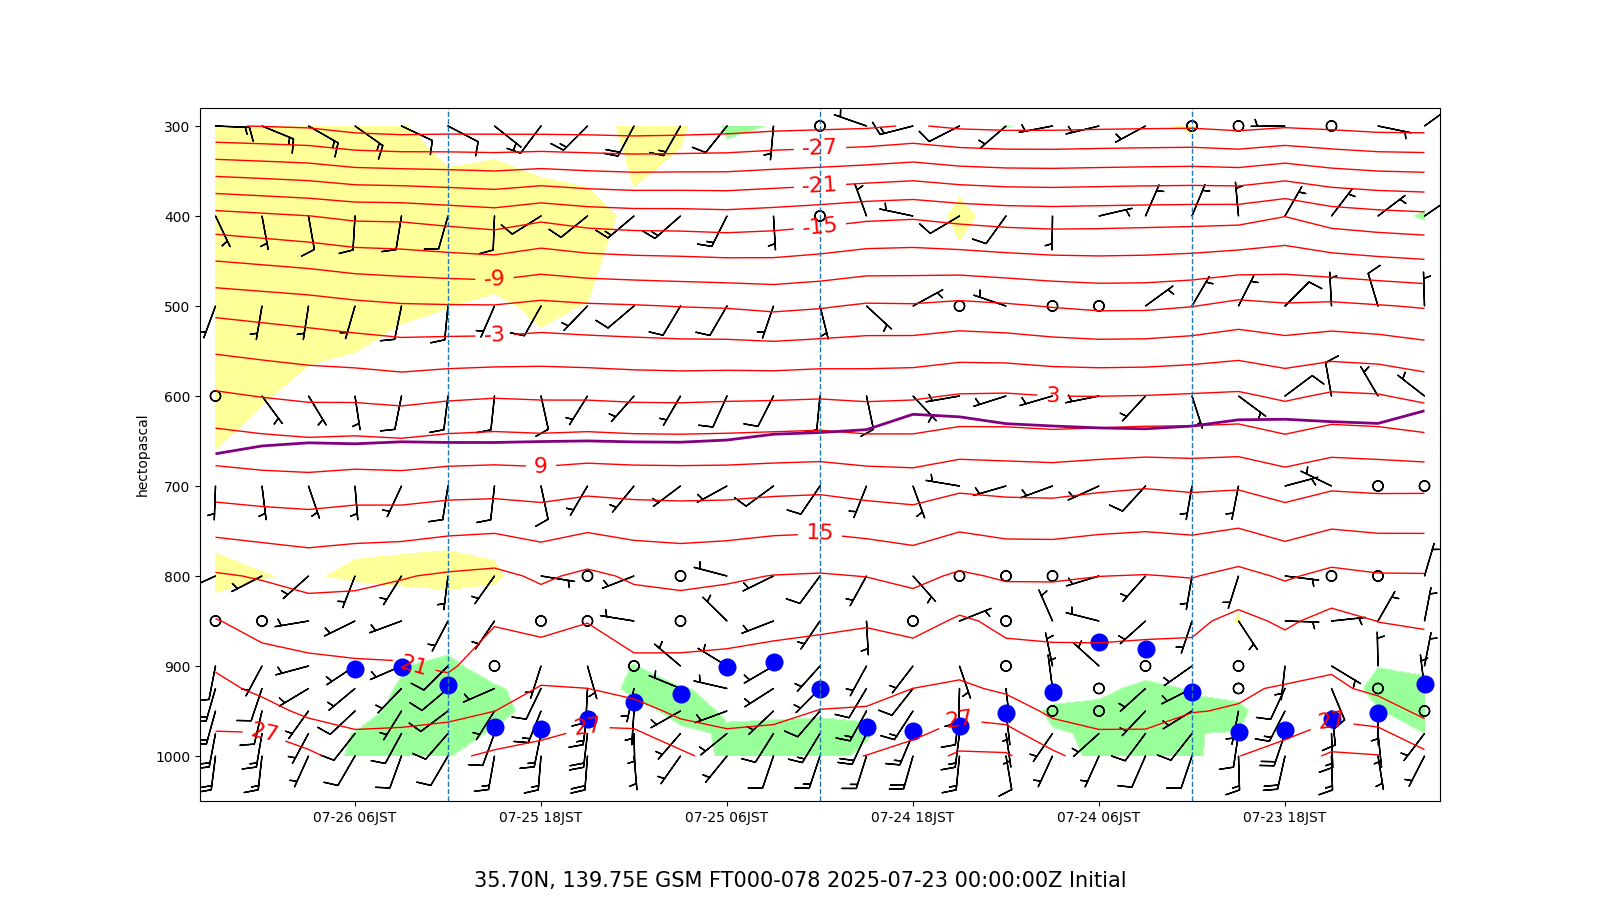 300
400
500
600
700
800
900
1000
hectopascal
-27
-21
-15
-9
-3
3
9
15
21
27
27
27
27
07-26 06JST
07-25 18JST
07-25 06JST
07-24 18JST
07-24 06JST
07-23 18JST
35.70N, 139.75E GSM FT000-078 2025-07-23 00:00:00Z Initial